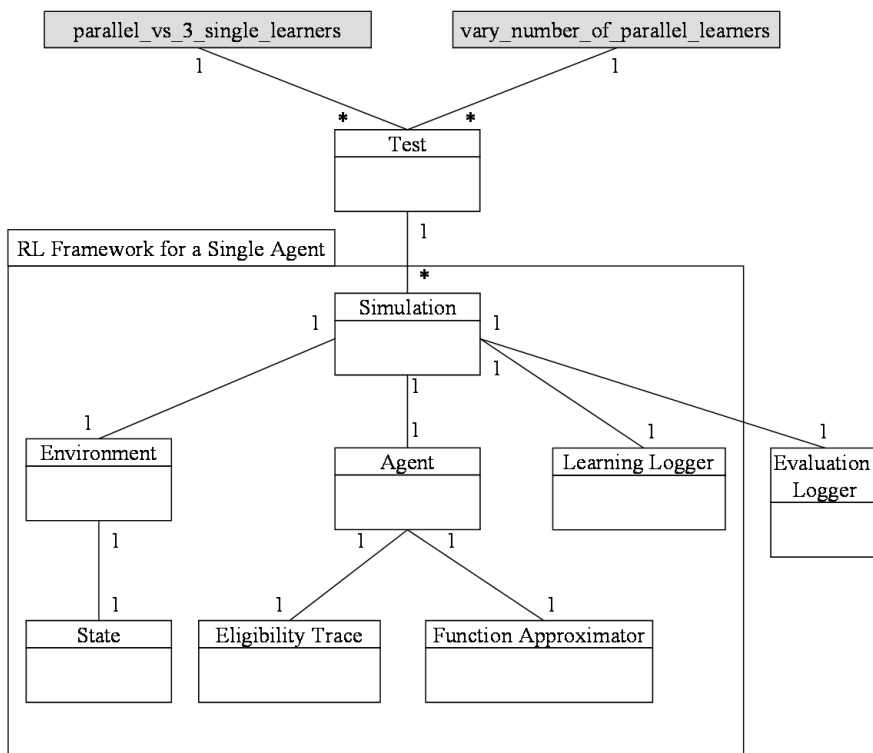 parallel_vs_3_single_learners
vary_number_of_parallel_learners
1
1
*
*
Test
1
RL Framework for a Single Agent
*
Simulation
1
1
1
1
1
1
1
1
1
Environment
Agent
Learning Logger
Evaluation
Logger
1
1
1
1
1
1
State
Eligibility Trace
Function Approximator